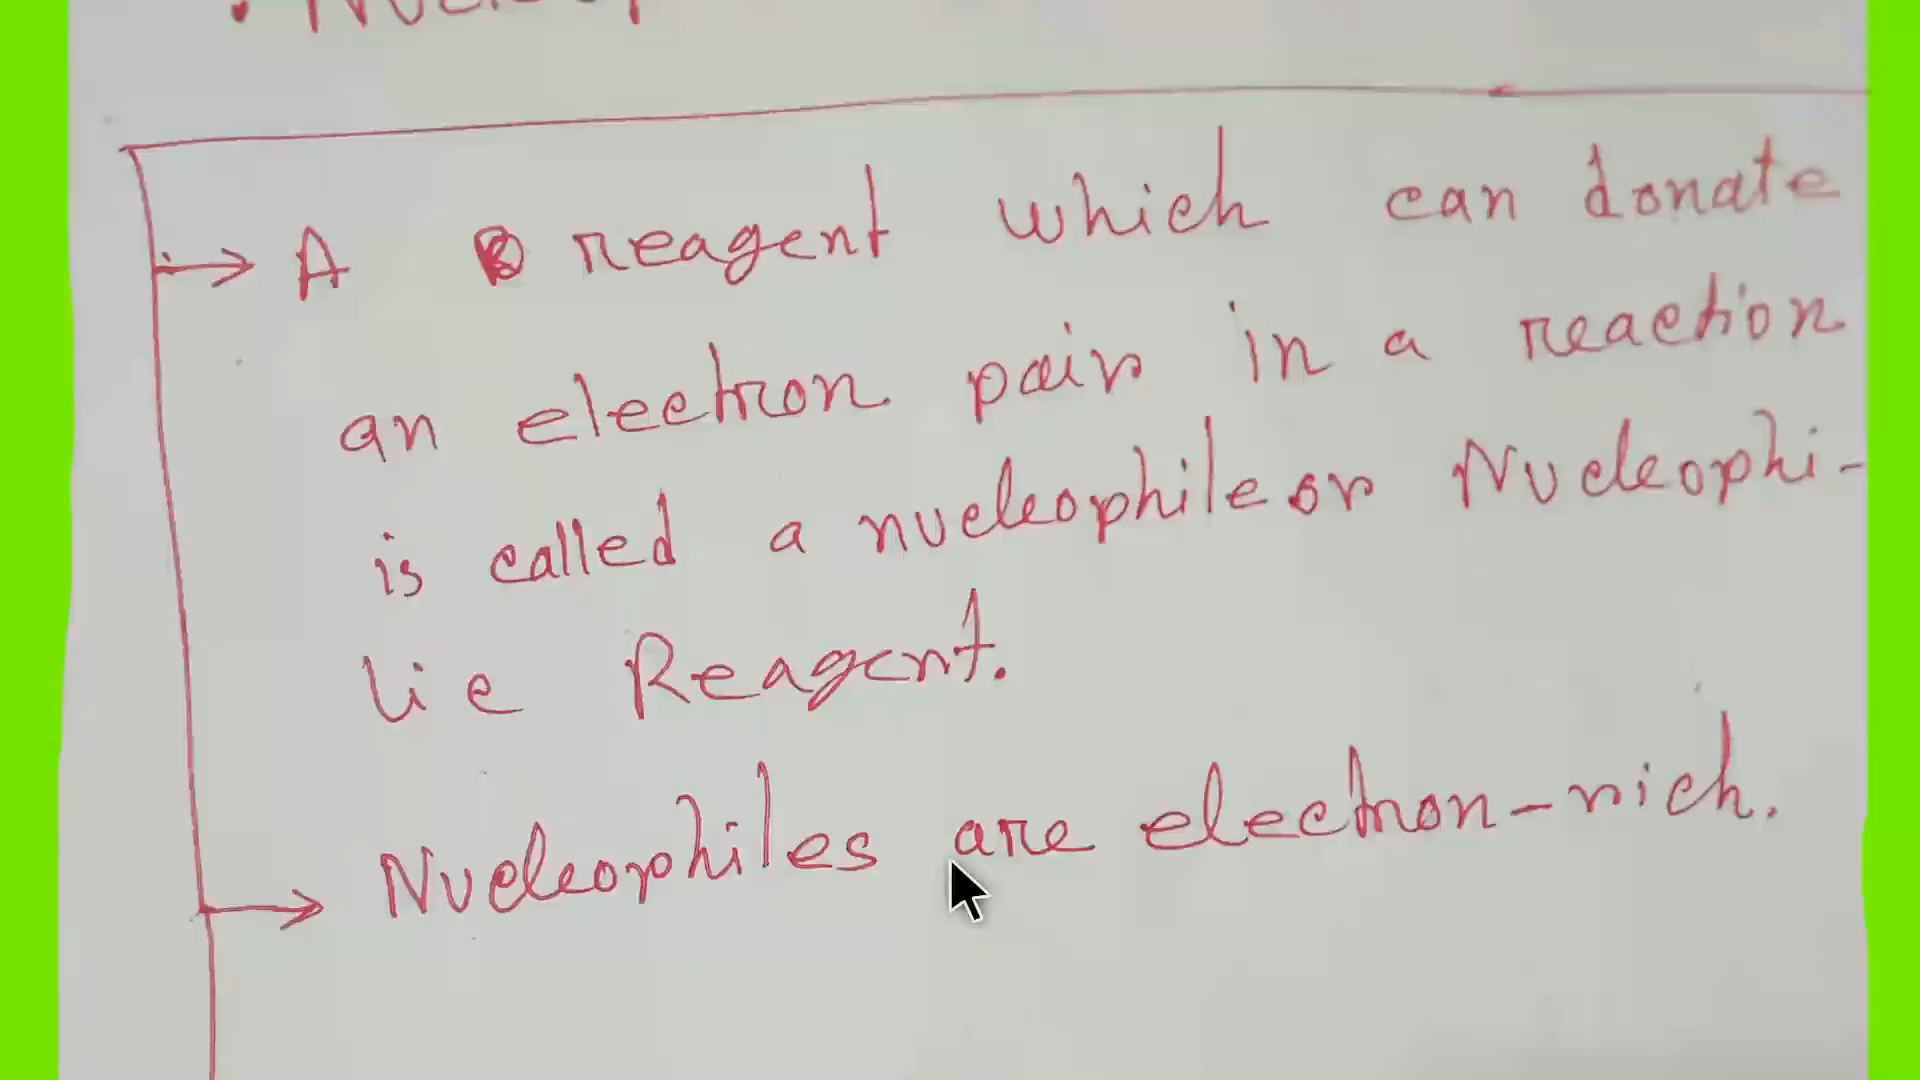 A reagent which can donate
an electron pair in a reaction
is called a nucleophile or Nucleophi-
lic Reagent.
Nucleophiles are electron-rich.